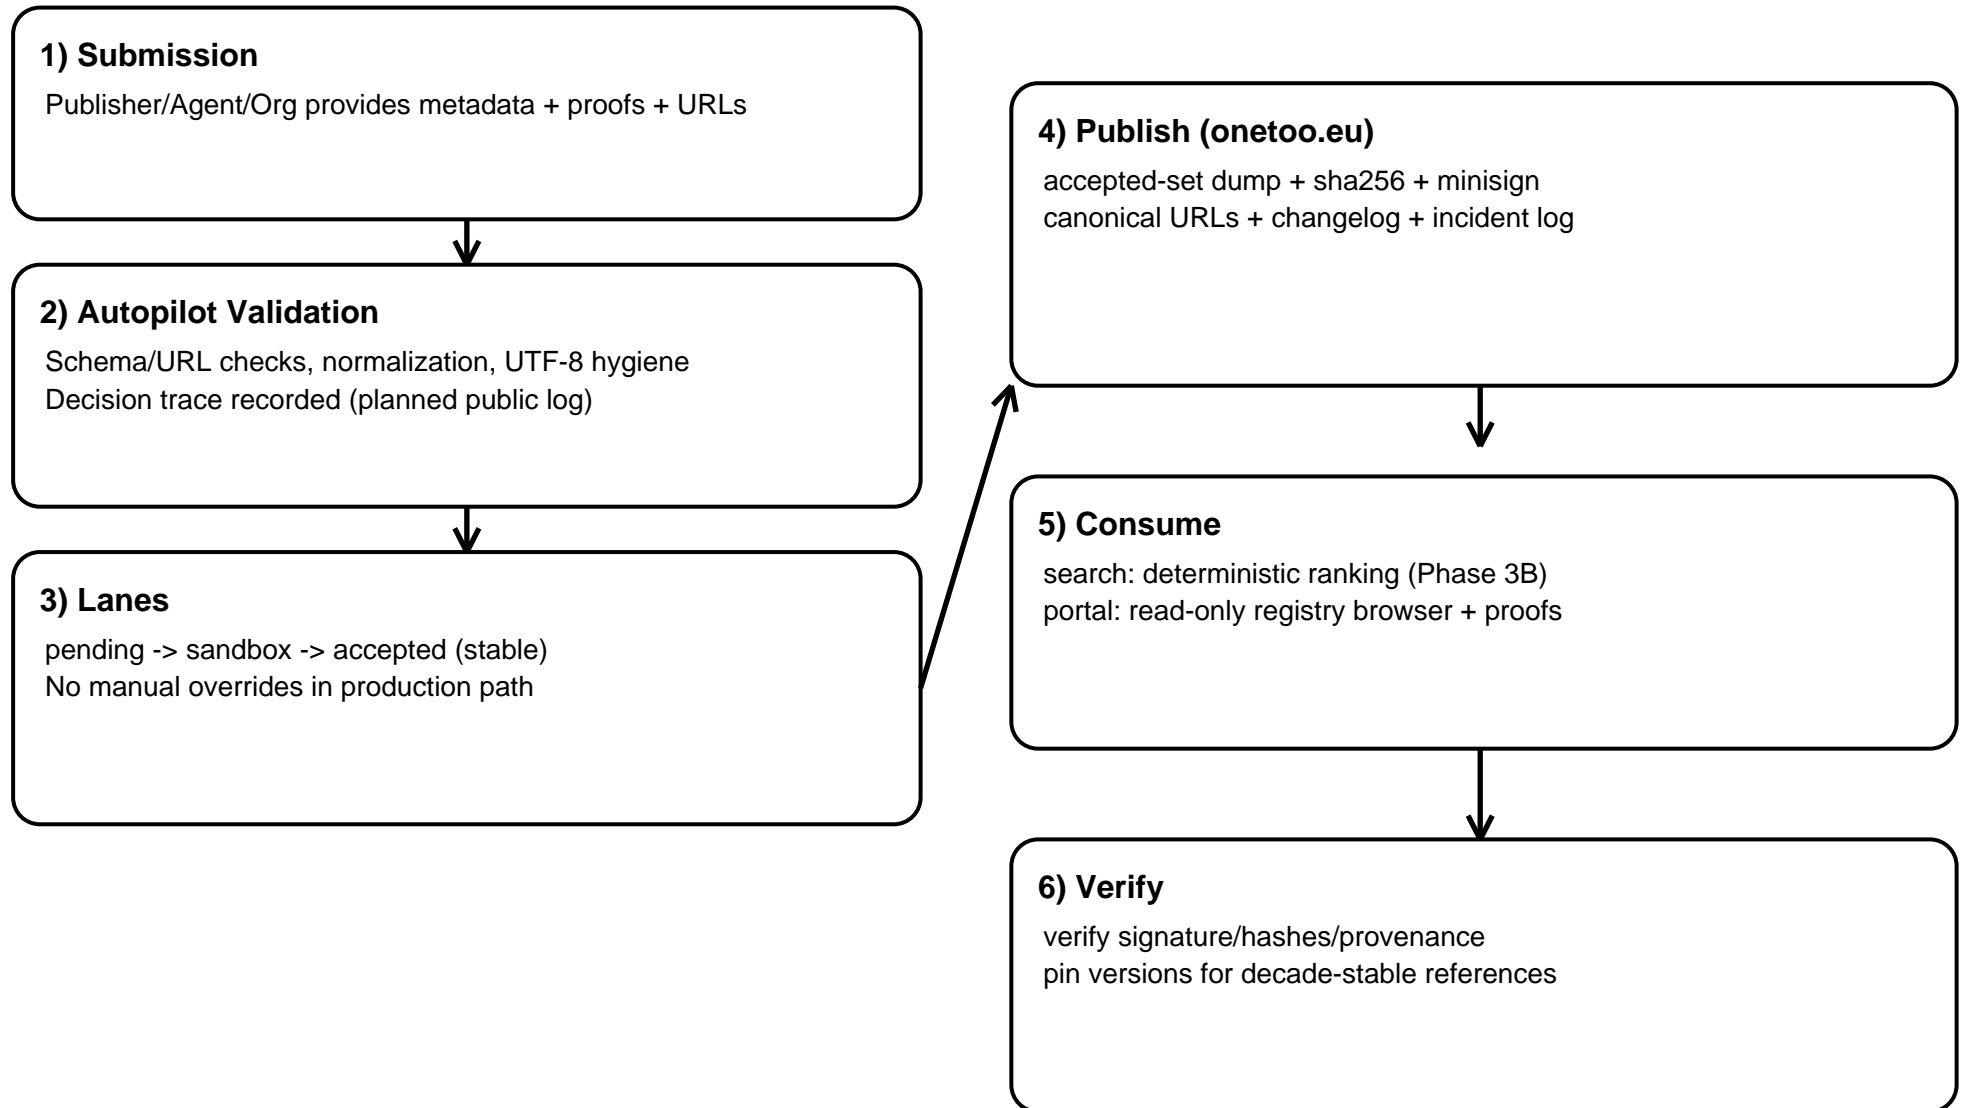 1) Submission
Publisher/Agent/Org provides metadata + proofs + URLs
2) Autopilot Validation
Schema/URL checks, normalization, UTF-8 hygiene
Decision trace recorded (planned public log)
3) Lanes
pending -> sandbox -> accepted (stable)
No manual overrides in production path
4) Publish (onetoo.eu)
accepted-set dump + sha256 + minisign
canonical URLs + changelog + incident log
5) Consume
search: deterministic ranking (Phase 3B)
portal: read-only registry browser + proofs
6) Verify
verify signature/hashes/provenance
pin versions for decade-stable references